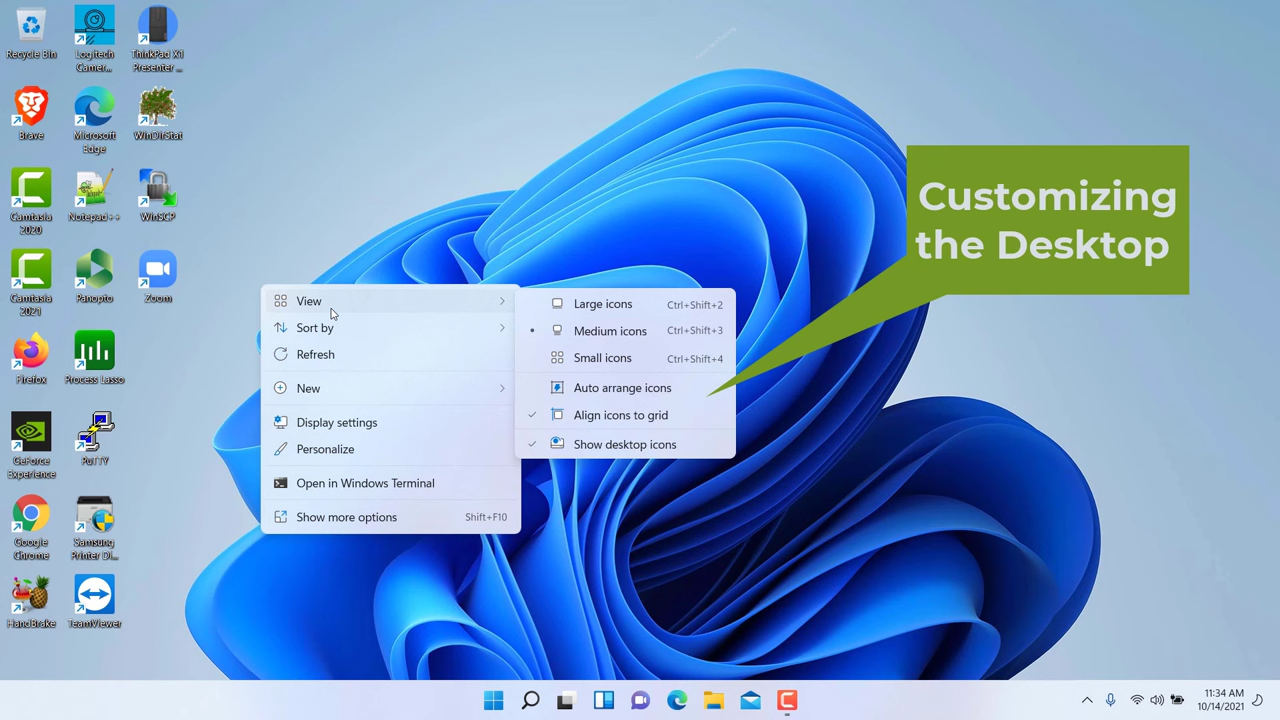 Recycle Bin
Logitech
Camer...
ThinkPad X1
Presenter ...
Brave
Microsoft
Edge
WinDirStat
Camtasia
2020
Notepad++
WinSCP
Camtasia
2021
Panopto
Zoom
Firefox
Process Lasso
GeForce
Experience
PuTTY
Google
Chrome
Samsung
Printer Di...
HandBrake
TeamViewer
View
Sort by
Refresh
New
Display settings
Personalize
Open in Windows Terminal
Show more options Shift+F10
Large icons Ctrl+Shift+2
Medium icons Ctrl+Shift+3
Small icons Ctrl+Shift+4
Auto arrange icons
Align icons to grid
Show desktop icons
Customizing
the Desktop
11:34 AM
10/14/2021